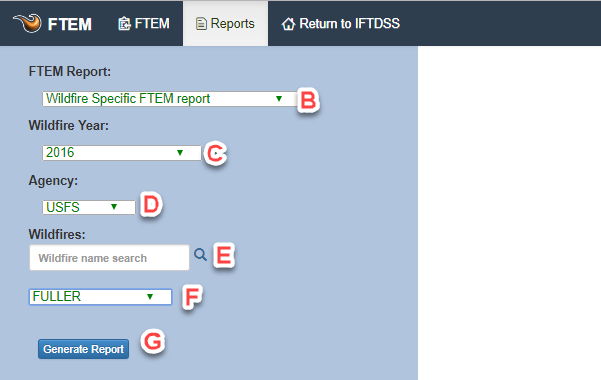 FTEM FTEM Reports Return to IFTDSS
FTEM Report:
Wildfire Specific FTEM report B
Wildfire Year:
2016 C
Agency:
USFS D
Wildfires:
Wildfire name search E
FULLER F
Generate Report G